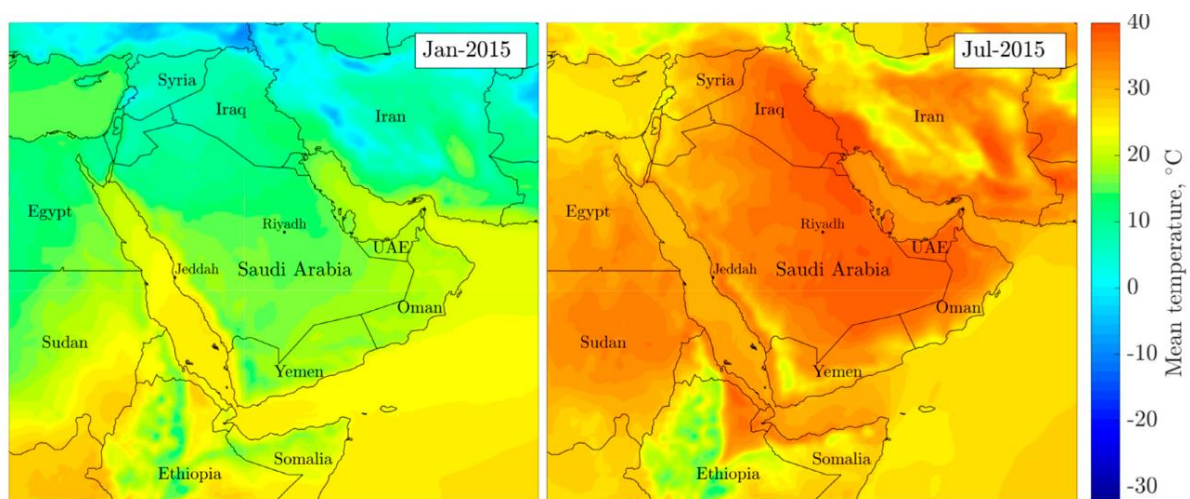 Jan-2015
Syria
Iraq
Iran
Egypt
Riyadh
UAE
Jeddah
Saudi Arabia
Oman
Sudan
Yemen
Ethiopia
Somalia
Jul-2015
Syria
Iraq
Iran
Egypt
Riyadh
UAE
Jeddah
Saudi Arabia
Oman
Sudan
Yemen
Ethiopia
Somalia
40
30
20
10
0
-10
-20
-30
Mean temperature, °C